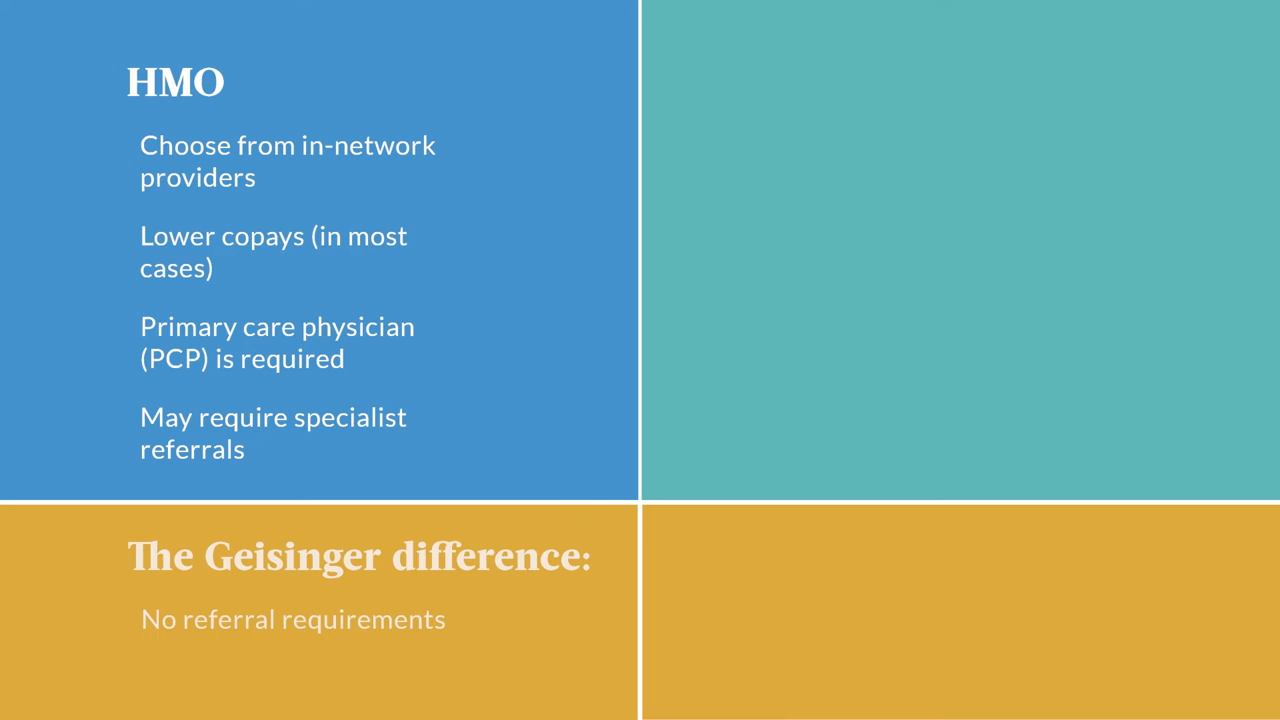 HMO
Choose from in-network
providers
Lower copays (in most
cases)
Primary care physician
(PCP) is required
May require specialist
referrals
The Geisinger difference:
No referral requirements